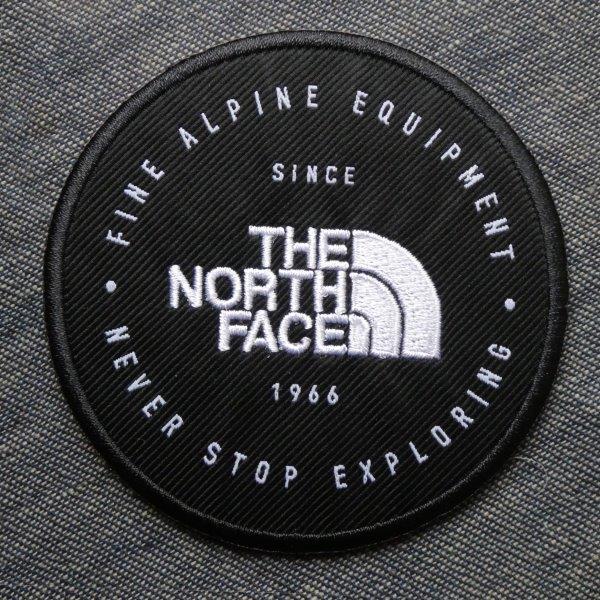 FINE ALPINE EQUIPMENT
SINCE
THE
NORTH
FACE
1966
NEVER STOP EXPLORING